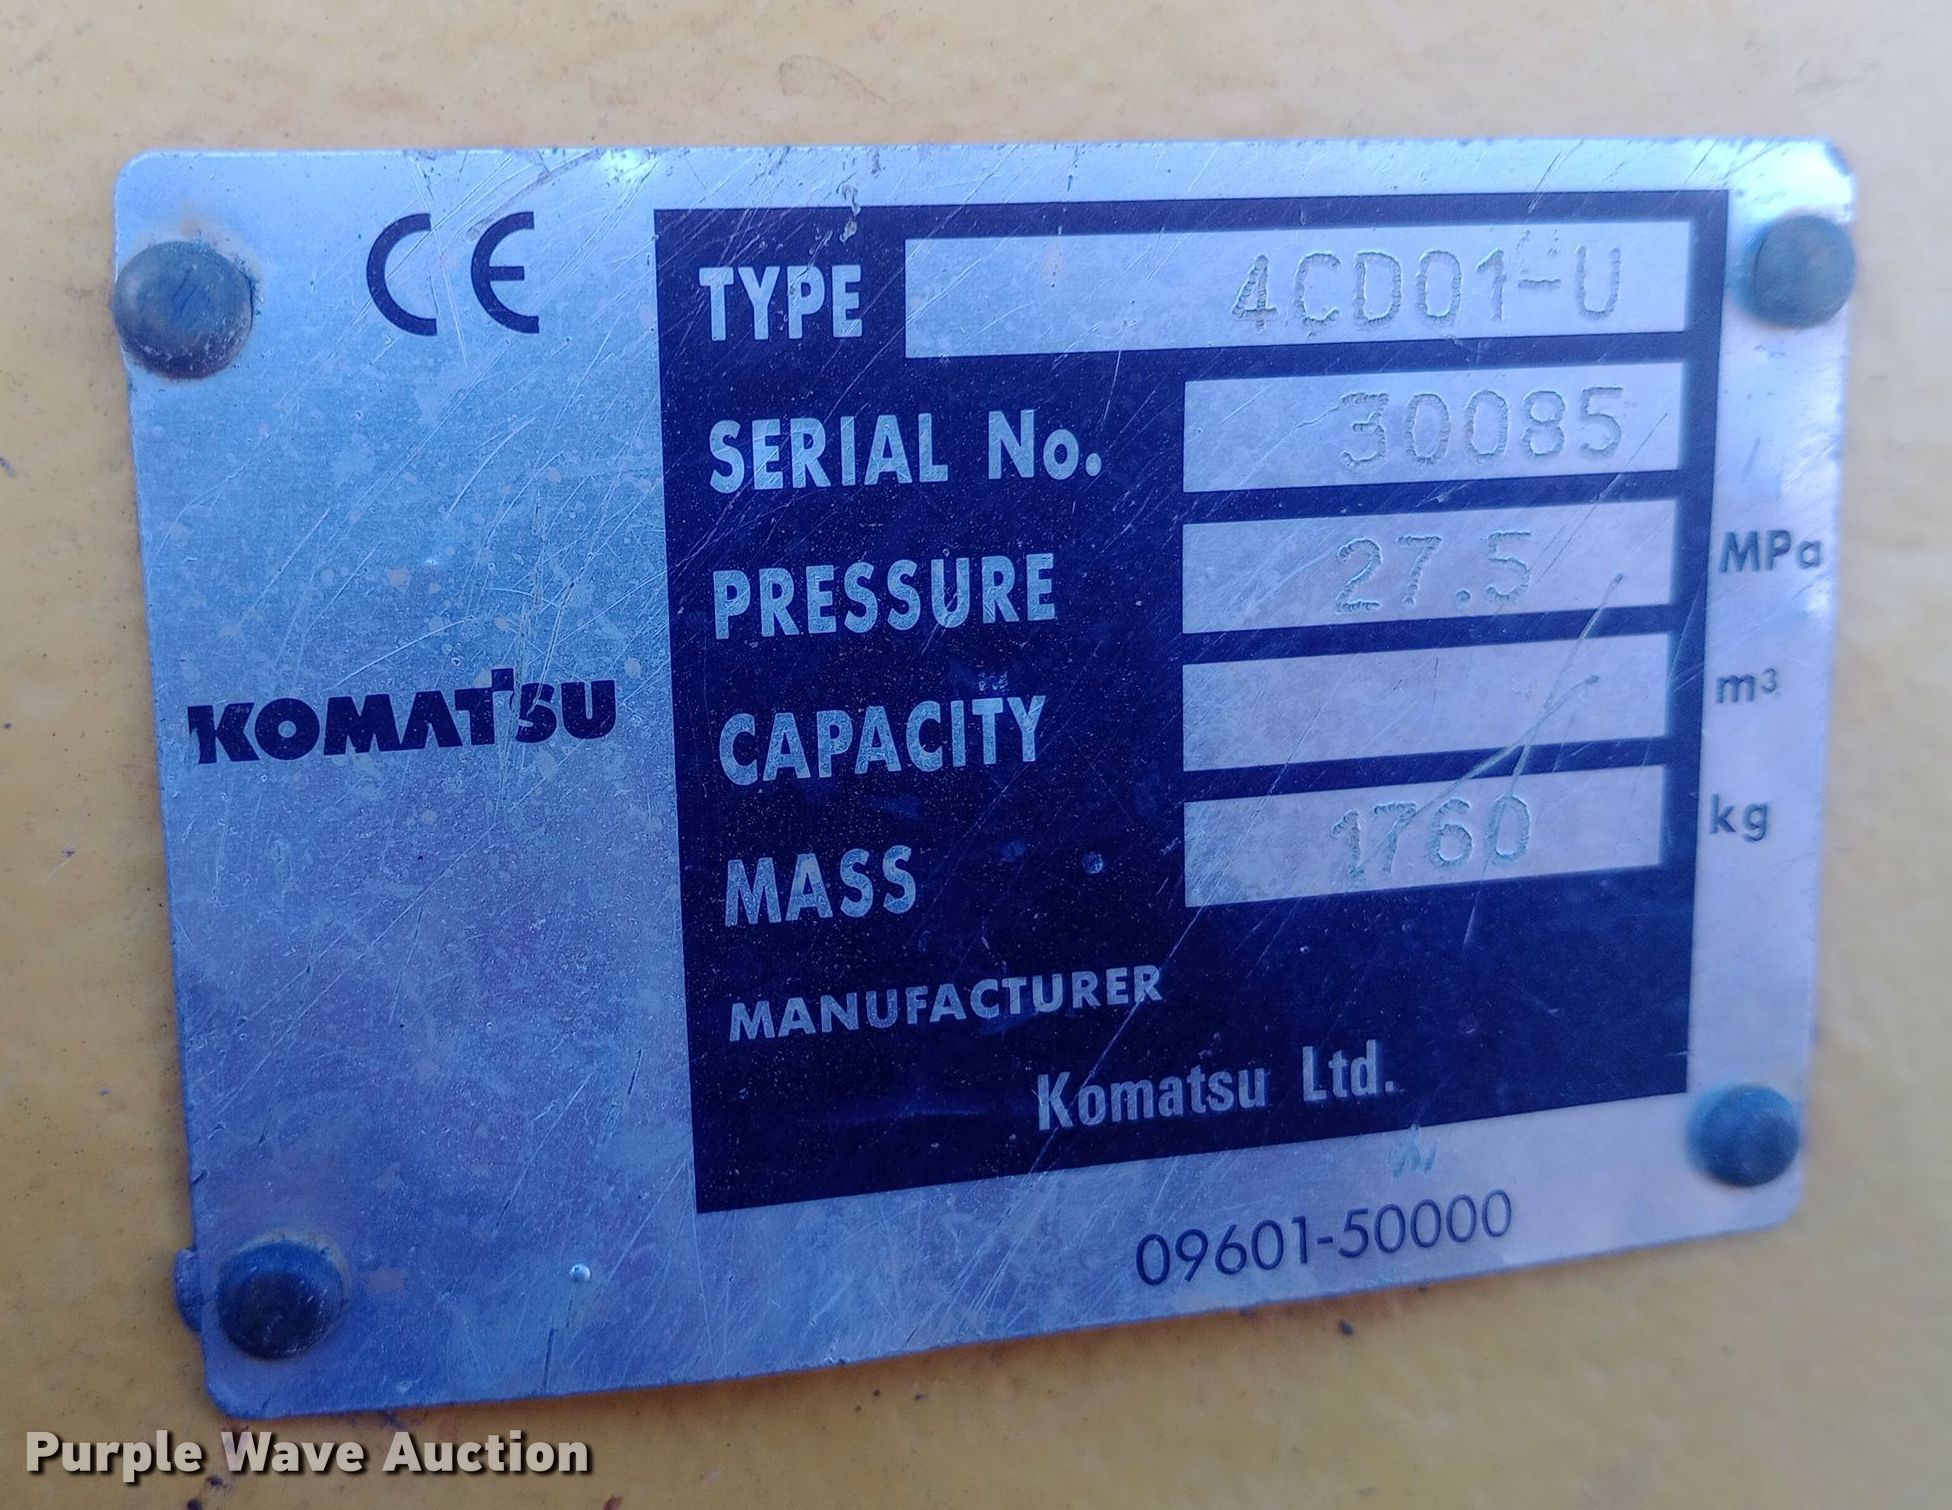 CE
TYPE 4CD01-U
SERIAL No. 30085
PRESSURE 27.5 MPa
CAPACITY m³
KOMATSU
MASS 1760 kg
MANUFACTURER
Komatsu Ltd.
09601-50000
Purple Wave Auction